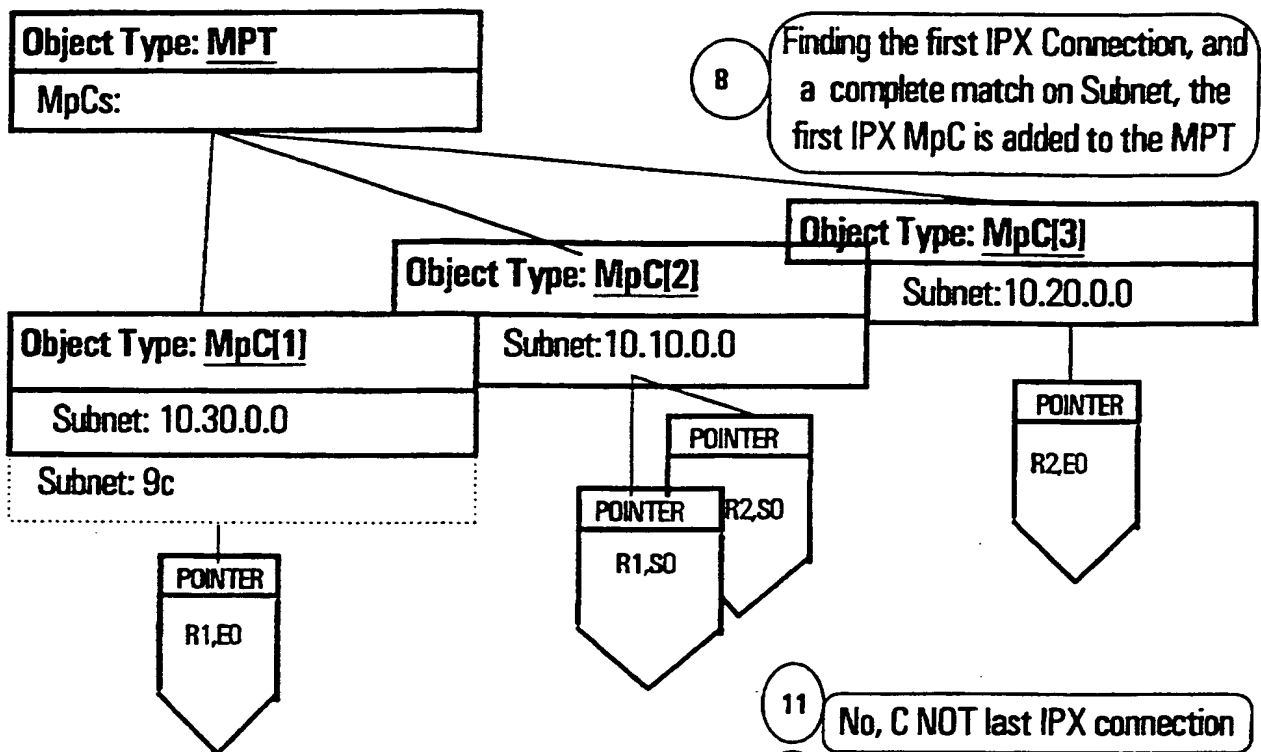 Object Type: MPT
MpCs:
8
Finding the first IPX Connection, and
a complete match on Subnet, the
first IPX MpC is added to the MPT
Object Type: MpC[3]
Subnet:10.20.0.0
Object Type: MpC[2]
Subnet:10.10.0.0
Object Type: MpC[1]
Subnet: 10.30.0.0
Subnet: 9c
POINTER
R2,E0
POINTER
R2,S0
POINTER
R1,S0
POINTER
R1,E0
11
No, C NOT last IPX connection